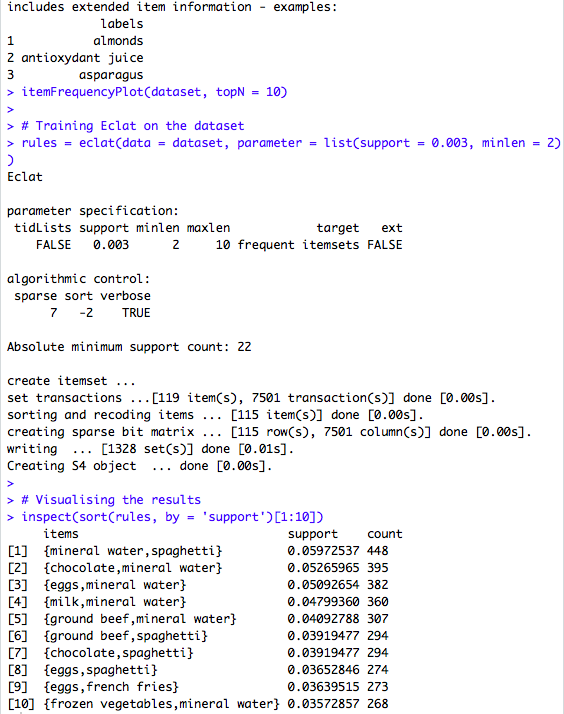 includes extended item information - examples:
             labels
1           almonds
2 antioxydant juice
3         asparagus
> itemFrequencyPlot(dataset, topN = 10)
>
> # Training Eclat on the dataset
> rules = eclat(data = dataset, parameter = list(support = 0.003, minlen = 2)
)
Eclat

parameter specification:
 tidLists support minlen maxlen            target   ext
    FALSE   0.003      2     10 frequent itemsets FALSE

algorithmic control:
 sparse sort verbose
      7   -2    TRUE

Absolute minimum support count: 22

create itemset ...
set transactions ...[119 item(s), 7501 transaction(s)] done [0.00s].
sorting and recoding items ... [115 item(s)] done [0.00s].
creating sparse bit matrix ... [115 row(s), 7501 column(s)] done [0.00s].
writing  ... [1328 set(s)] done [0.01s].
Creating S4 object  ... done [0.00s].
>
> # Visualising the results
> inspect(sort(rules, by = 'support')[1:10])
     items                             support    count
[1]  {mineral water,spaghetti}         0.05972537 448
[2]  {chocolate,mineral water}         0.05265965 395
[3]  {eggs,mineral water}              0.05092654 382
[4]  {milk,mineral water}              0.04799360 360
[5]  {ground beef,mineral water}       0.04092788 307
[6]  {ground beef,spaghetti}           0.03919477 294
[7]  {chocolate,spaghetti}             0.03919477 294
[8]  {eggs,spaghetti}                  0.03652846 274
[9]  {eggs,french fries}               0.03639515 273
[10] {frozen vegetables,mineral water} 0.03572857 268